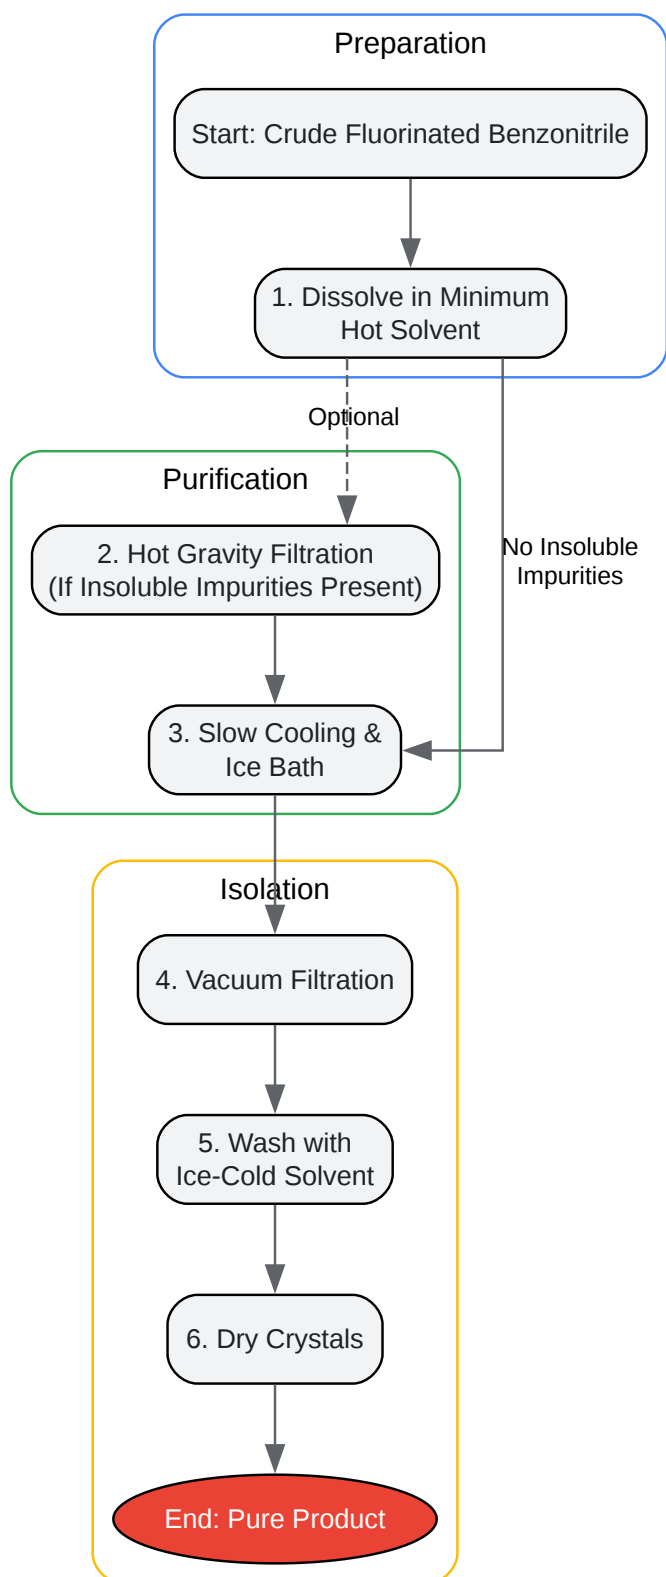 Preparation
Start: Crude Fluorinated Benzonitrile
1. Dissolve in Minimum
Hot Solvent
Optional
Purification
2. Hot Gravity Filtration
(If Insoluble Impurities Present)
No Insoluble
Impurities
3. Slow Cooling &
Ice Bath
Isolation
4. Vacuum Filtration
5. Wash with
Ice-Cold Solvent
6. Dry Crystals
End: Pure Product